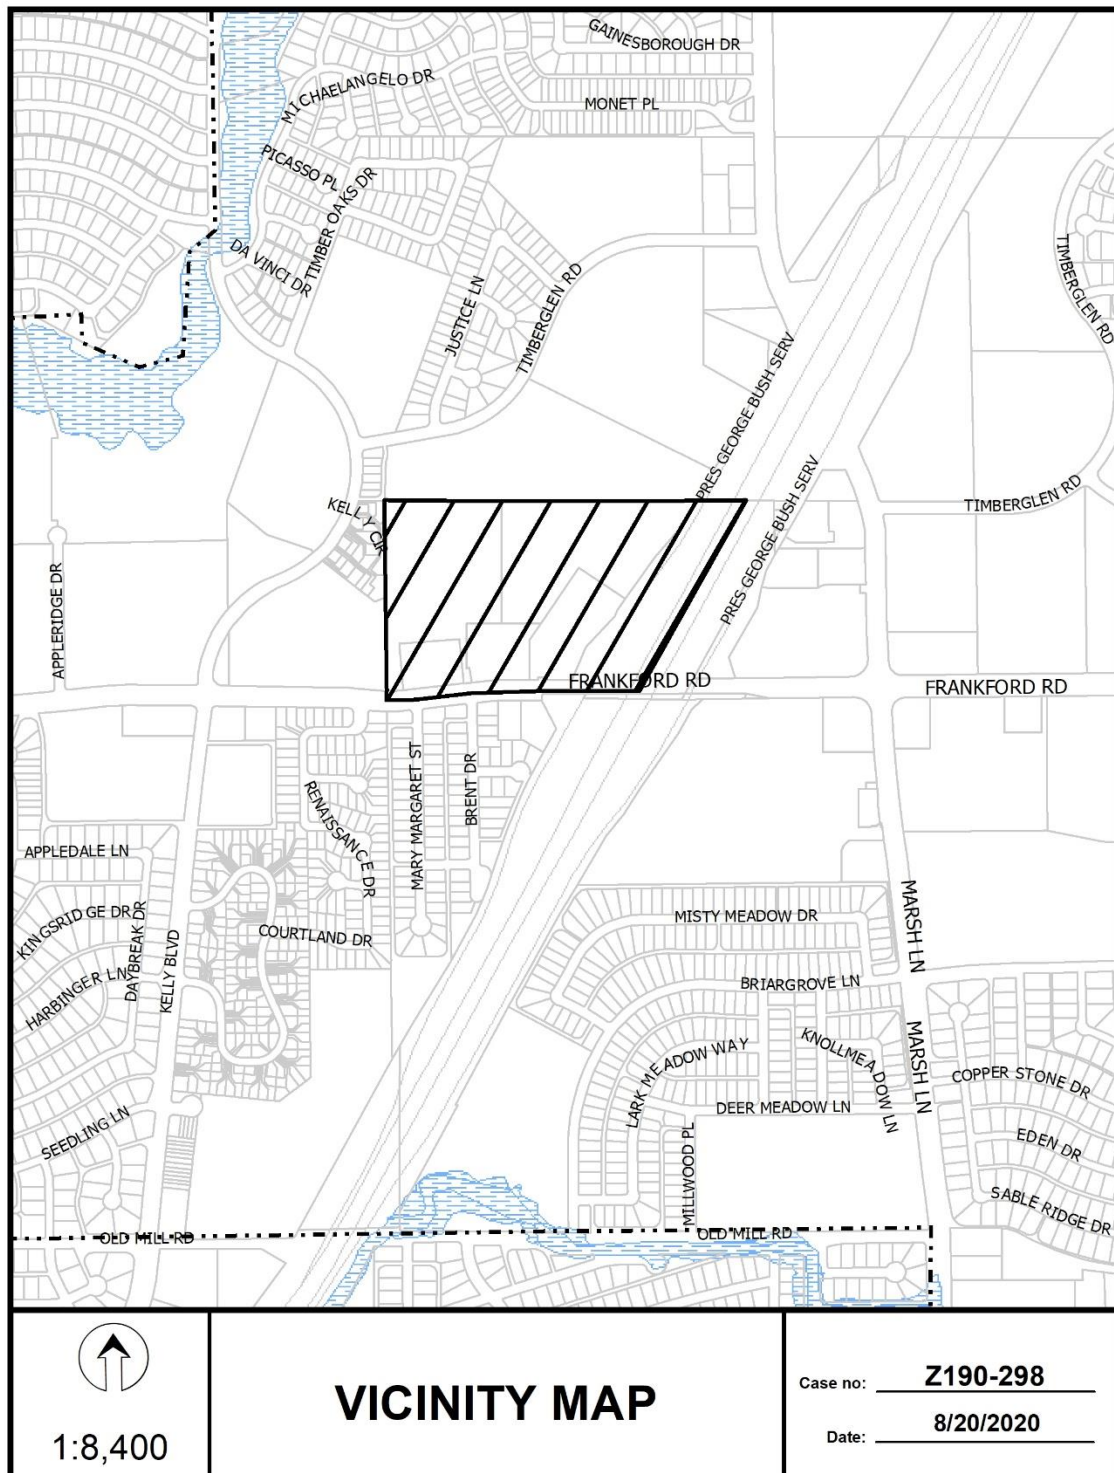 GAINESBOROUGH DR
MICHAELANGELO DR
MONET PL
PICASSO PL
TIMBER OAKS DR
DA VINCI DR
JUSTICE LN
TIMBERGLEN RD
TIMBERGLEN RD
PRES GEORGE BUSH SERV
PRES GEORGE BUSH SERV
TIMBERGLEN RD
KELLY CIR
APPLERIDGE DR
FRANKFORD RD
FRANKFORD RD
MARY MARGARET ST
BRENT DR
RENAISSANCE DR
APPLEDALE LN
KINGSRIDGE DR
DAYBREAK DR
COURTLAND DR
KELLY BLVD
HARBINGER LN
MISTY MEADOW DR
MARSH LN
BRIARGROVE LN
LARK MEADOW WAY
KNOLLMEADOW LN
MARSH LN
COPPER STONE DR
DEER MEADOW LN
SEEDLING LN
EDEN DR
MILLWOOD PL
SABLE RIDGE DR
OLD MILL RD
OLD MILL RD
1:8,400
VICINITY MAP
Case no: Z190-298
Date: 8/20/2020